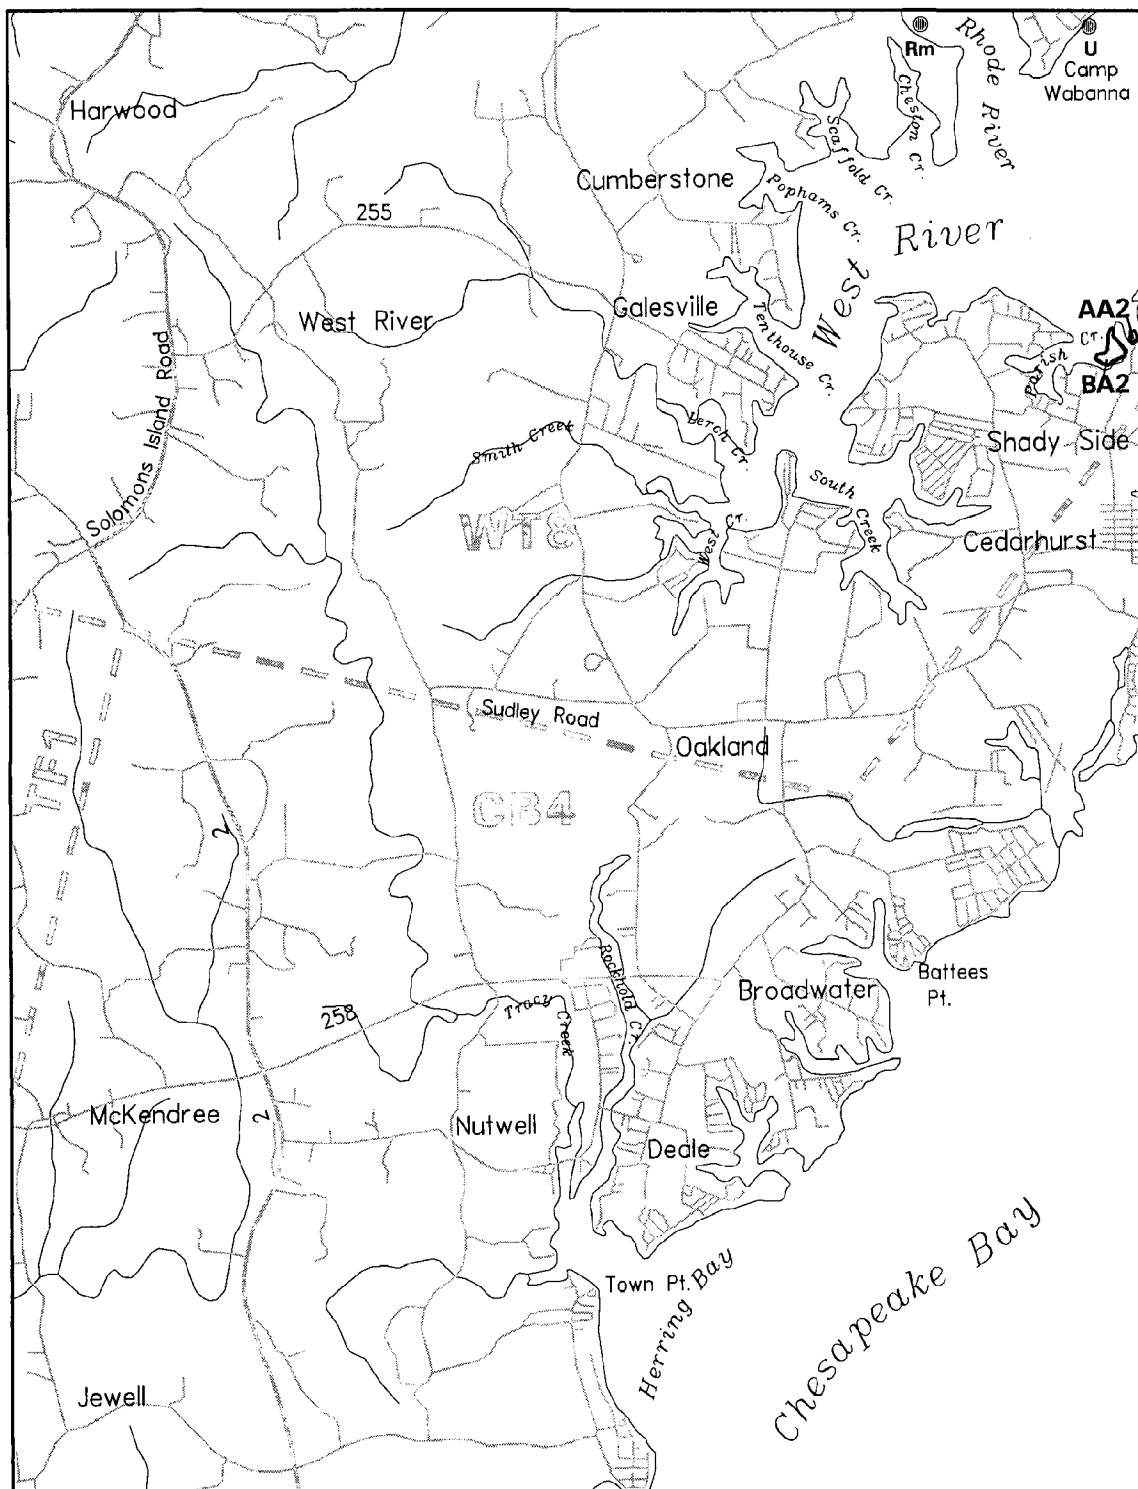 Rm
U
Camp
Wabanna
Rhode River
Harwood
Cheston Cr.
Scaffold Cr.
Cumberstone
Pophams Cr.
255
West River
Galesville
West River
Tenthouse Cr.
AA2
Parish Cr.
BA2
Solomons Island Road
Lerch Cr.
Smith Creek
Shady Side
South Creek
WT8
West Cr.
Cedarhurst
Sudley Road
Oakland
TF1
CB4
2
Rockhold Cr.
Battees
Pt.
Broadwater
258
Tracy Creek
McKendree
2
Nutwell
Deale
Town Pt.
Herring Bay
Chesapeake Bay
Jewell